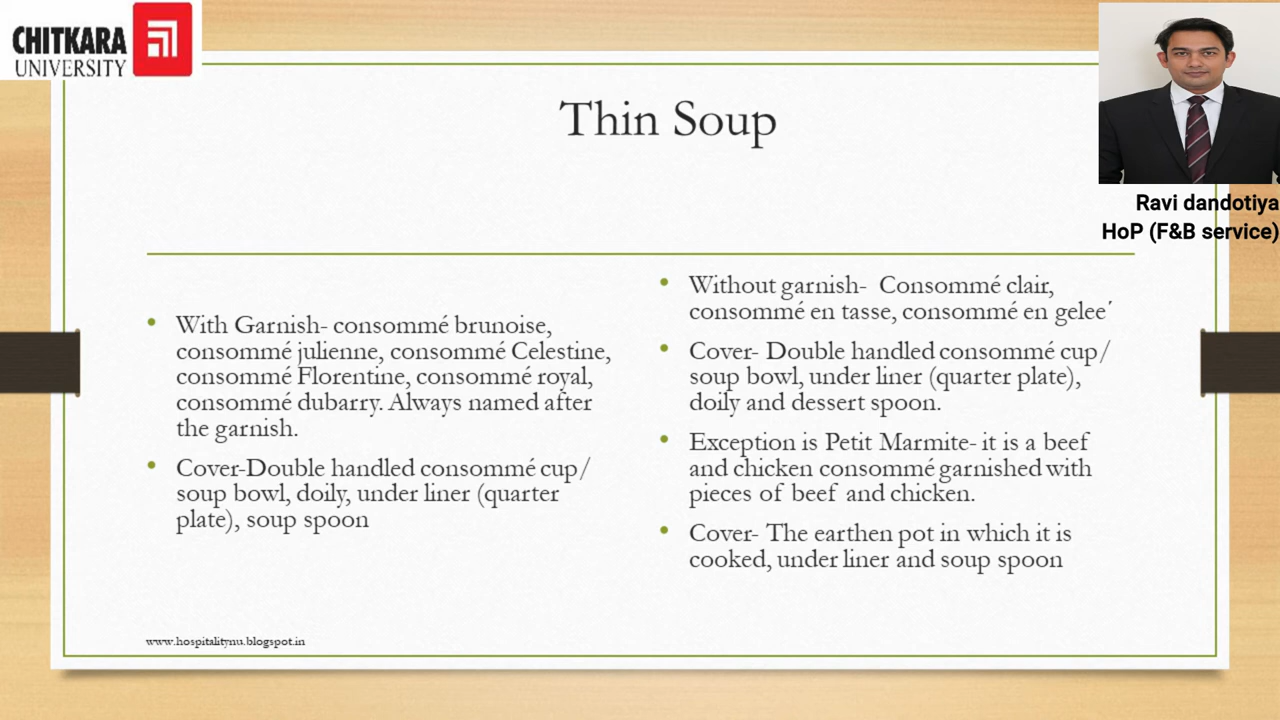 CHITKARA
UNIVERSITY
Thin Soup
Ravi dandotiya
HoP (F&B service)
• With Garnish- consommé brunoise,
consommé julienne, consommé Celestine,
consommé Florentine, consommé royal,
consommé dubarry. Always named after
the garnish.
• Cover-Double handled consommé cup/
soup bowl, doily, under liner (quarter
plate), soup spoon
• Without garnish- Consommé clair,
consommé en tasse, consommé en gelee´
• Cover- Double handled consommé cup/
soup bowl, under liner (quarter plate),
doily and dessert spoon.
• Exception is Petit Marmite- it is a beef
and chicken consommé garnished with
pieces of beef and chicken.
• Cover- The earthen pot in which it is
cooked, under liner and soup spoon
www.hospitalitynu.blogspot.in